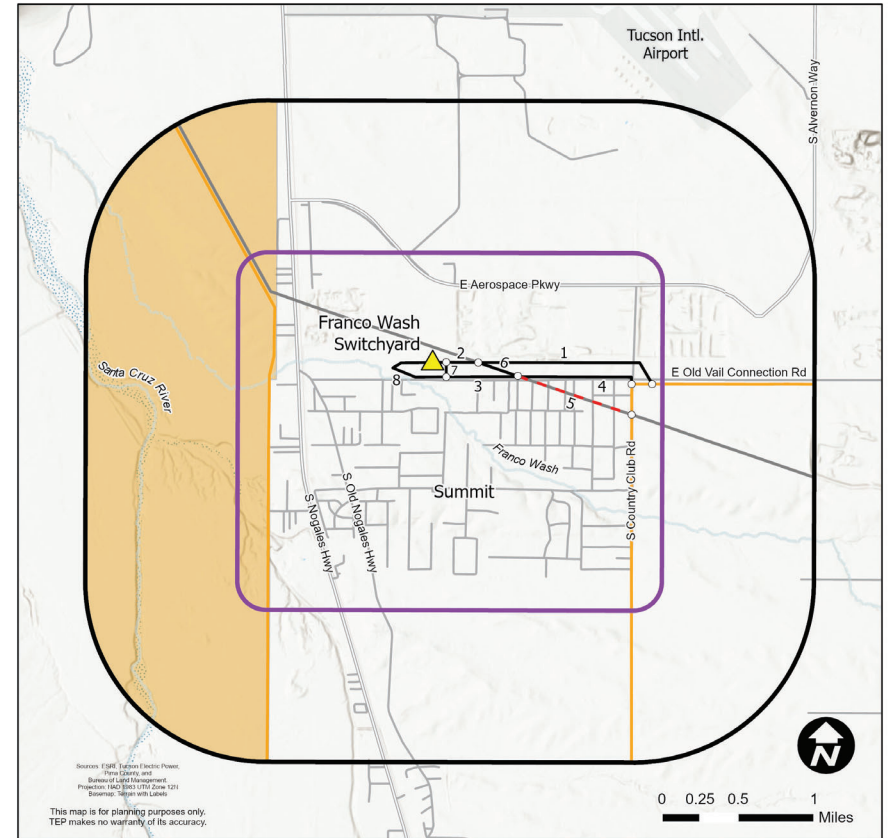 Tucson Intl.
Airport
S Alvernon Way
E Aerospace Pkwy
Franco Wash
Switchyard
2
6
1
7
E Old Vail Connection Rd
8
3
4
5
Santa Cruz River
Franco Wash
S Country Club Rd
Summit
S Old Nogales Hwy
S Nogales Hwy
N
Sources: ESRI, Tucson Electric Power,
Pima County, and
Bureau of Land Management.
Projection: NAD 1983 UTM Zone 12N
Basemap: Terrain with Labels
This map is for planning purposes only.
TEP makes no warranty of its accuracy.
0 0.25 0.5 1
Miles